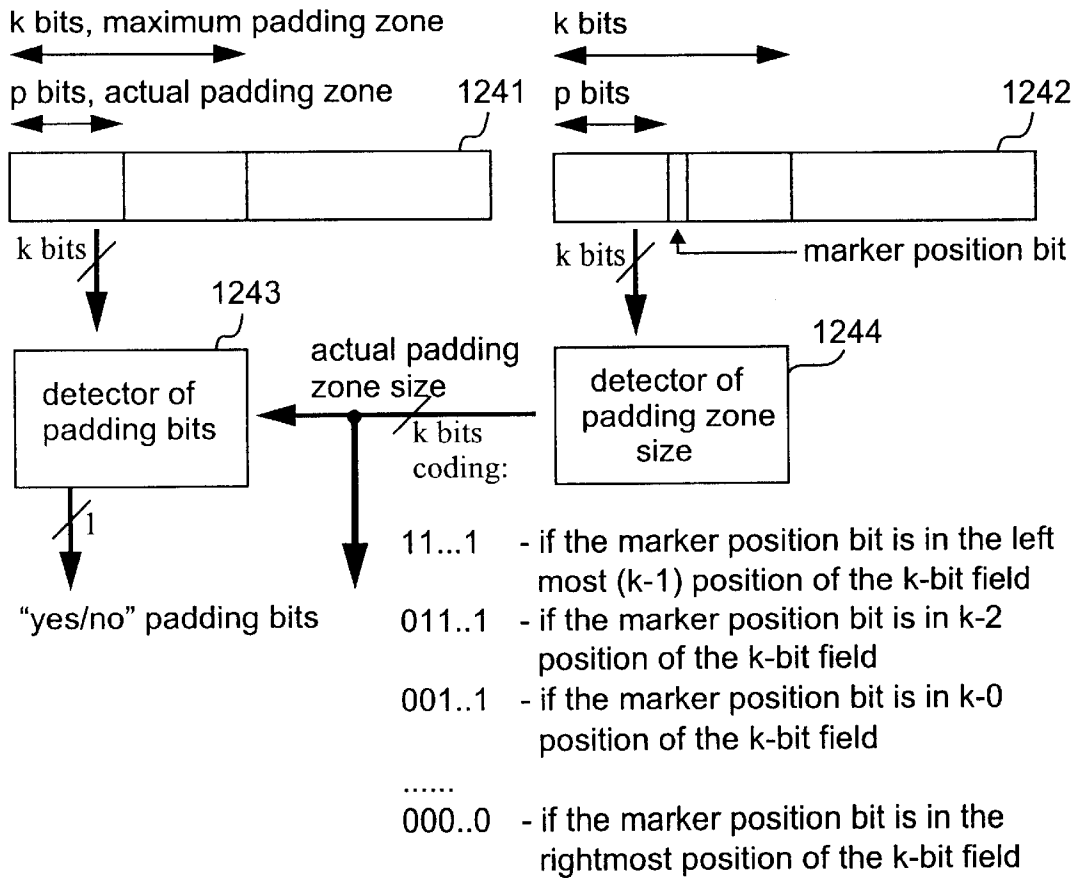 k bits, maximum padding zone
p bits, actual padding zone
1241
k bits
p bits
1242
k bits
k bits
marker position bit
1243
detector of
padding bits
actual padding
zone size
k bits
coding:
1244
detector of
padding zone
size
1
"yes/no" padding bits
11...1 - if the marker position bit is in the left
most (k-1) position of the k-bit field
011..1 - if the marker position bit is in k-2
position of the k-bit field
001..1 - if the marker position bit is in k-0
position of the k-bit field
......
000..0 - if the marker position bit is in the
rightmost position of the k-bit field